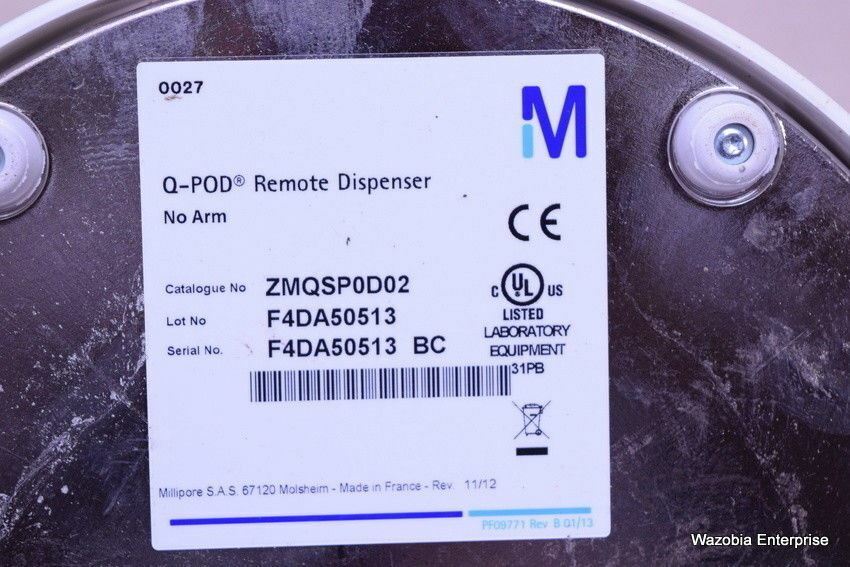 0027
M
Q-POD® Remote Dispenser
No Arm
CE
Catalogue No ZMQSP0D02
Lot No F4DA50513
Serial No. F4DA50513 BC
C UL US
LISTED
LABORATORY
EQUIPMENT
31PB
Millipore S.A.S. 67120 Molsheim - Made in France - Rev. 11/12
PF09771 Rev B 01/13
Wazobia Enterprise